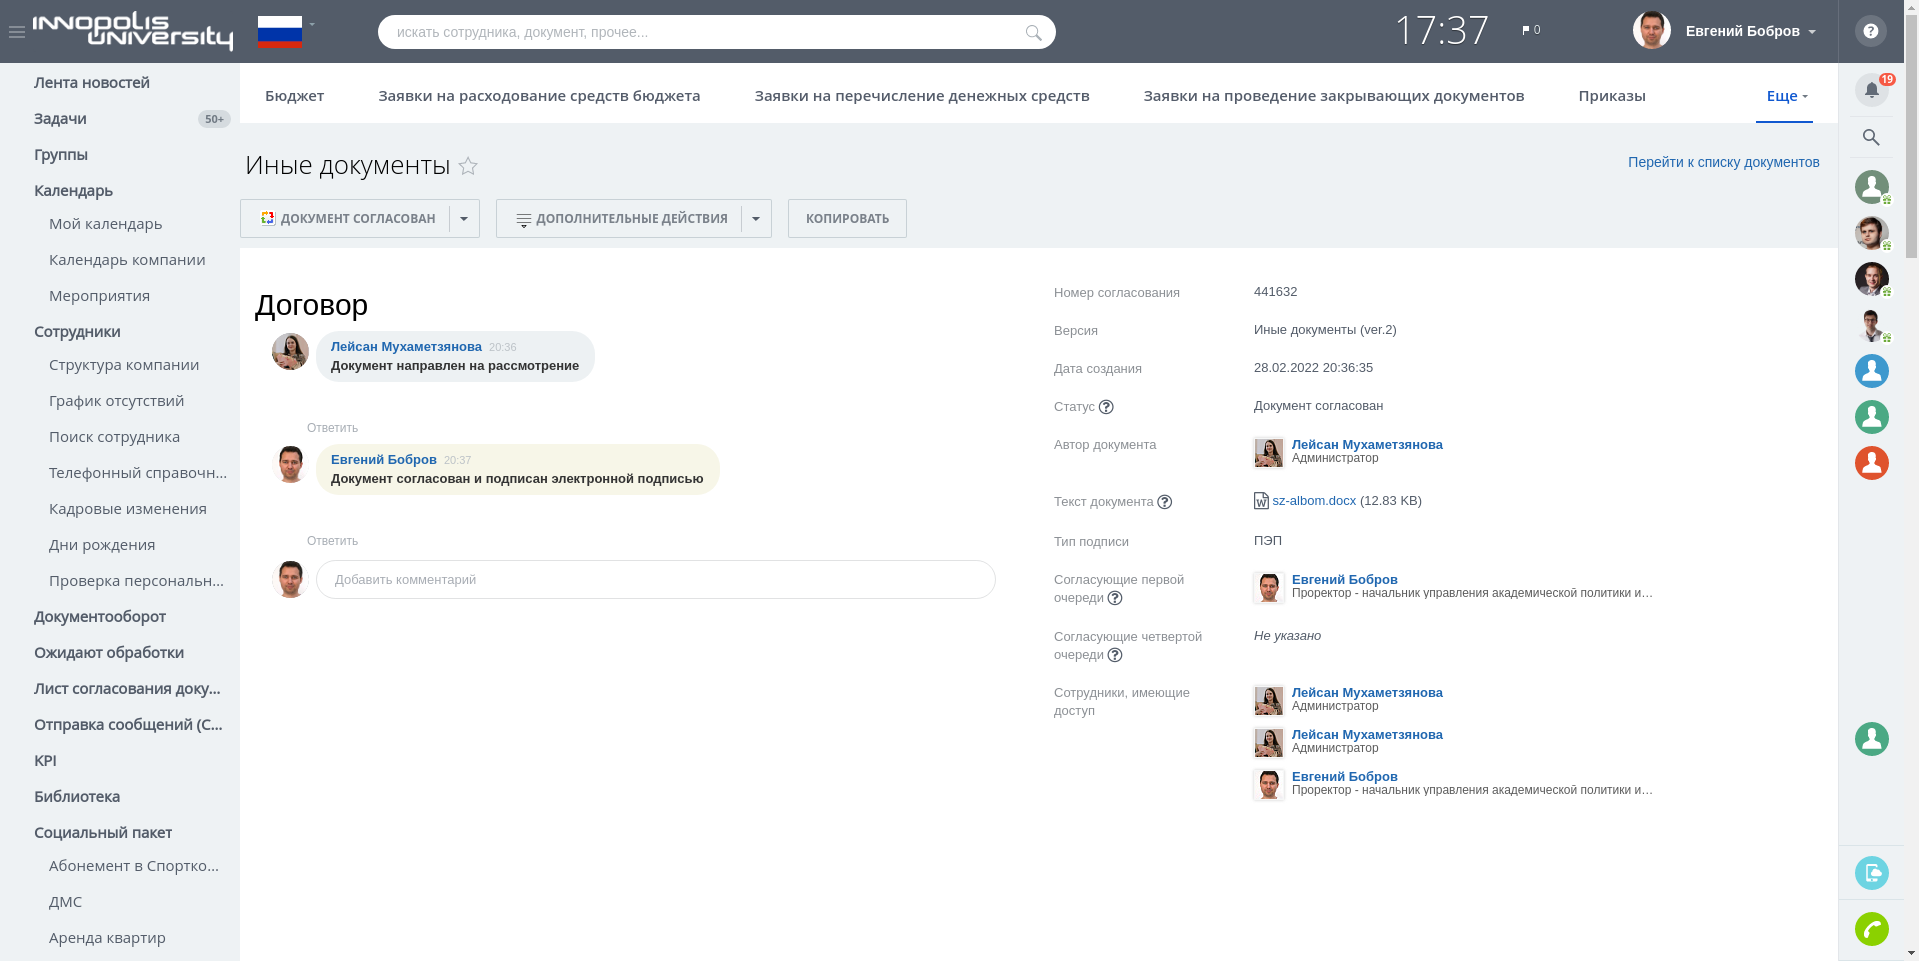 INNOPOLIS
UNIVERSITY
искать сотрудника, документ, прочее...
17:37
0
Евгений Бобров
?
Лента новостей
Задачи
50+
Группы
Календарь
Мой календарь
Календарь компании
Мероприятия
Сотрудники
Структура компании
График отсутствий
Поиск сотрудника
Телефонный справочн...
Кадровые изменения
Дни рождения
Проверка персональн...
Документооборот
Ожидают обработки
Лист согласования доку...
Отправка сообщений (С...
KPI
Библиотека
Социальный пакет
Абонемент в Спортко...
ДМС
Аренда квартир
Бюджет
Заявки на расходование средств бюджета
Заявки на перечисление денежных средств
Заявки на проведение закрывающих документов
Приказы
Еще
19
Иные документы
Перейти к списку документов
ДОКУМЕНТ СОГЛАСОВАН
ДОПОЛНИТЕЛЬНЫЕ ДЕЙСТВИЯ
КОПИРОВАТЬ
Договор
Лейсан Мухаметзянова 20:36
Документ направлен на рассмотрение
Ответить
Евгений Бобров 20:37
Документ согласован и подписан электронной подписью
Ответить
Добавить комментарий
Номер согласования
441632
Версия
Иные документы (ver.2)
Дата создания
28.02.2022 20:36:35
Статус ?
Документ согласован
Автор документа
Лейсан Мухаметзянова
Администратор
Текст документа ?
W sz-albom.docx (12.83 KB)
Тип подписи
ПЭП
Согласующие первой
очереди ?
Евгений Бобров
Проректор - начальник управления академической политики и…
Согласующие четвертой
очереди ?
Не указано
Сотрудники, имеющие
доступ
Лейсан Мухаметзянова
Администратор
Лейсан Мухаметзянова
Администратор
Евгений Бобров
Проректор - начальник управления академической политики и…